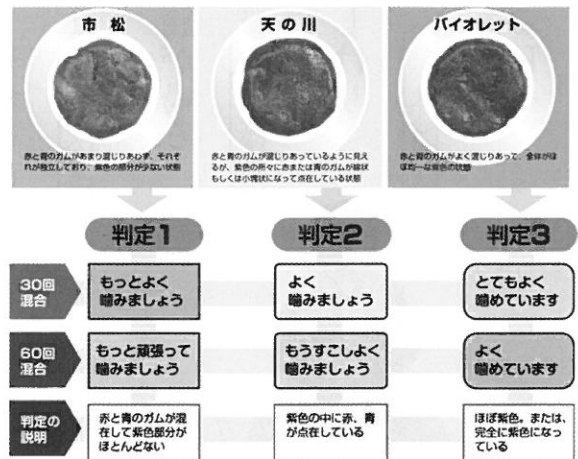 市松
赤と青のガムがあまり混じりあわず、それぞ
れが独立しており、紫色の部分が少ない状態
天の川
赤と青のガムが混じりあっているように見え
るが、紫色の所々に赤または青のガムが線状
もしくは小塊状になって点在している状態
バイオレット
赤と青のガムがよく混じりあって、全体がほ
ぼ均一な紫色の状態
判定1
判定2
判定3
30回
混合
もっとよく
噛みましょう
よく
噛みましょう
とてもよく
噛めています
60回
混合
もっと頑張って
噛みましょう
もうすこしよく
噛みましょう
よく
噛めています
判定の
説明
赤と青のガムが混
在して紫色部分が
ほとんどない
紫色の中に赤、青
が点在している
ほぼ紫色。または、
完全に紫色になっ
ている